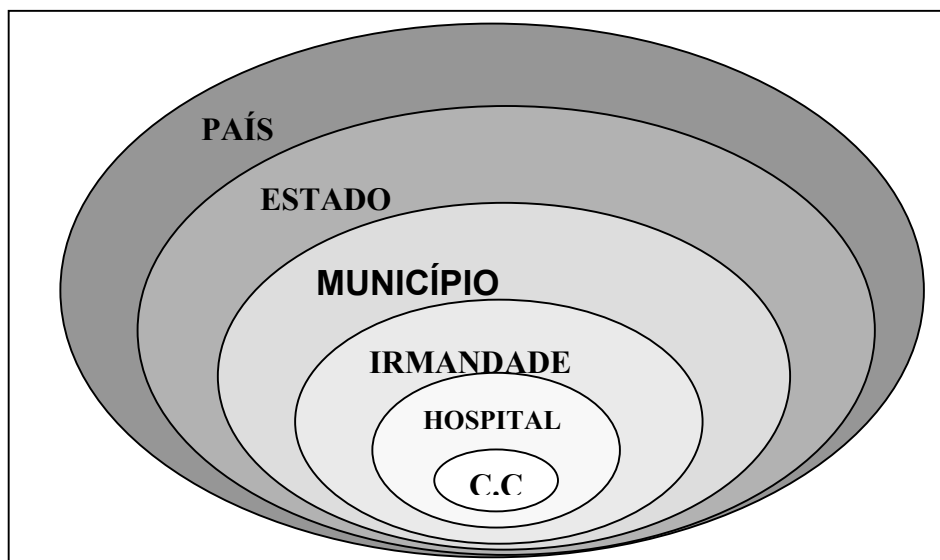 PAÍS
ESTADO
MUNICÍPIO
IRMANDADE
HOSPITAL
C.C